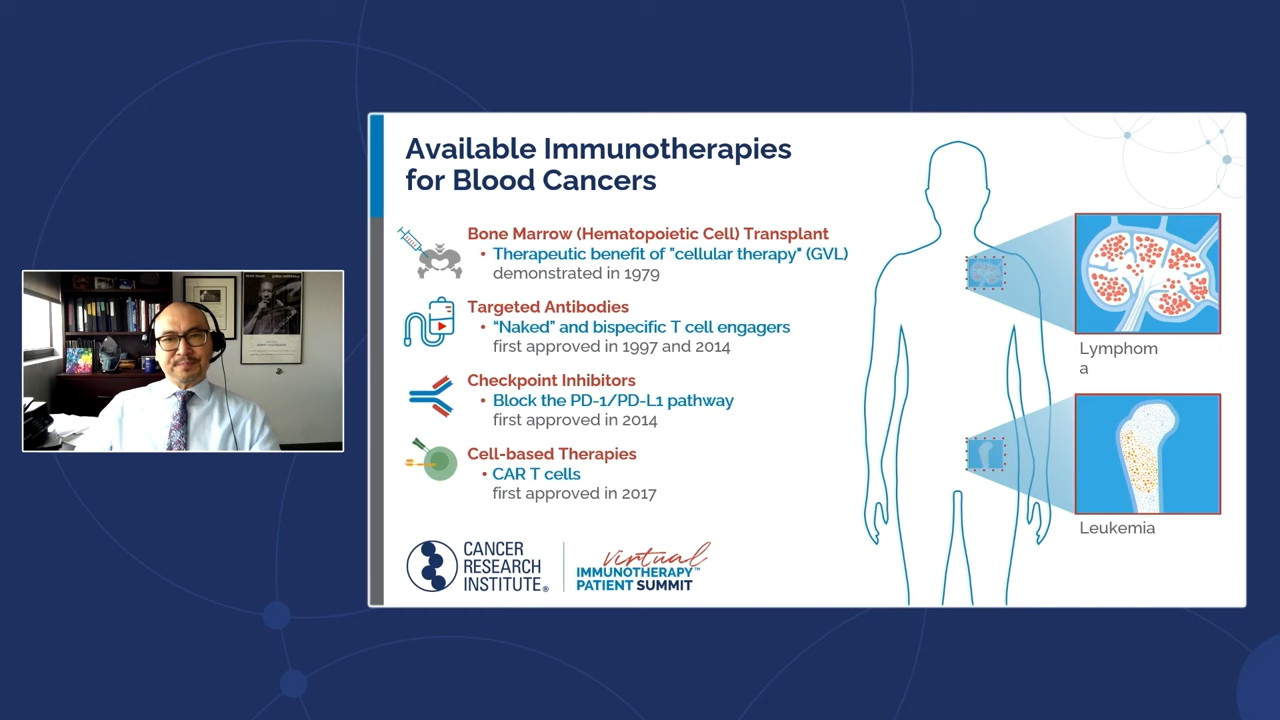 Available Immunotherapies
for Blood Cancers
Bone Marrow (Hematopoietic Cell) Transplant
• Therapeutic benefit of "cellular therapy" (GVL)
demonstrated in 1979
Targeted Antibodies
• “Naked” and bispecific T cell engagers
first approved in 1997 and 2014
Checkpoint Inhibitors
• Block the PD-1/PD-L1 pathway
first approved in 2014
Cell-based Therapies
• CAR T cells
first approved in 2017
Lymphom
a
Leukemia
CANCER
RESEARCH
INSTITUTE®
virtual
IMMUNOTHERAPY™
PATIENT SUMMIT